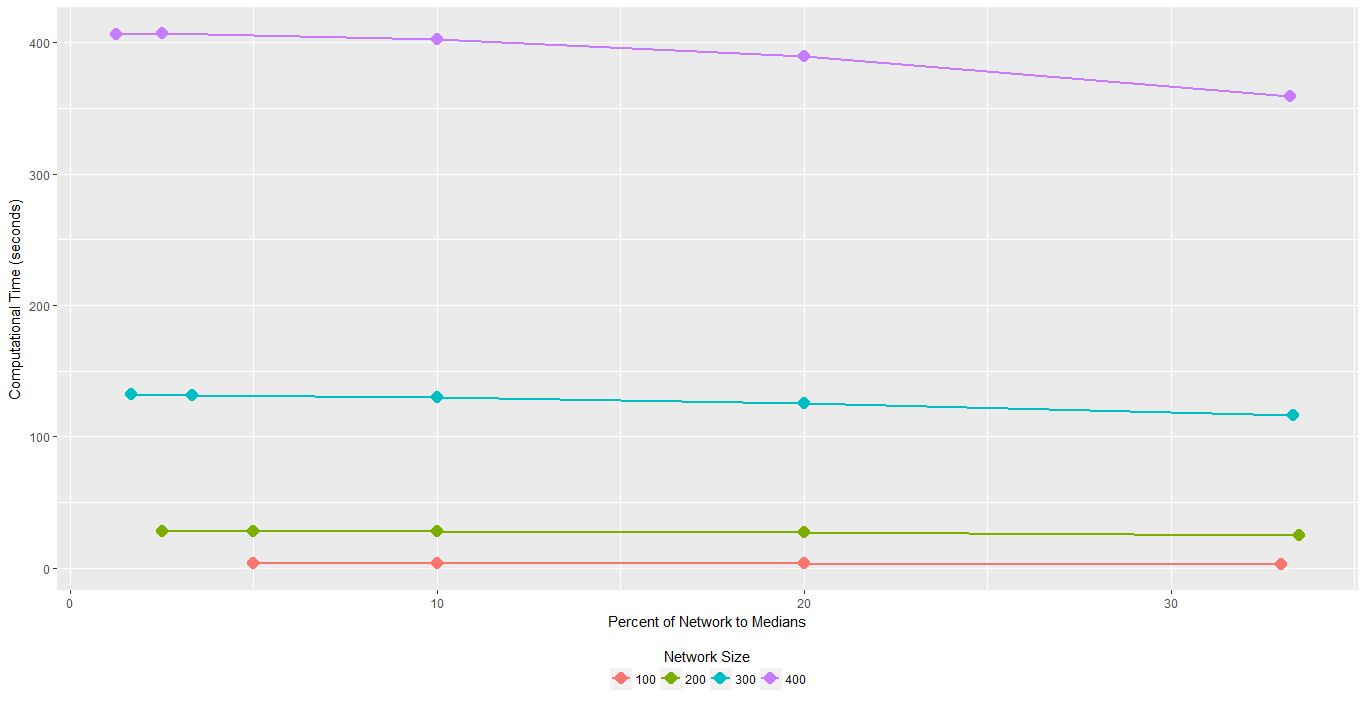 400
300
200
100
0
Computational Time (seconds)
0 10 20 30
Percent of Network to Medians
Network Size
100 200 300 400